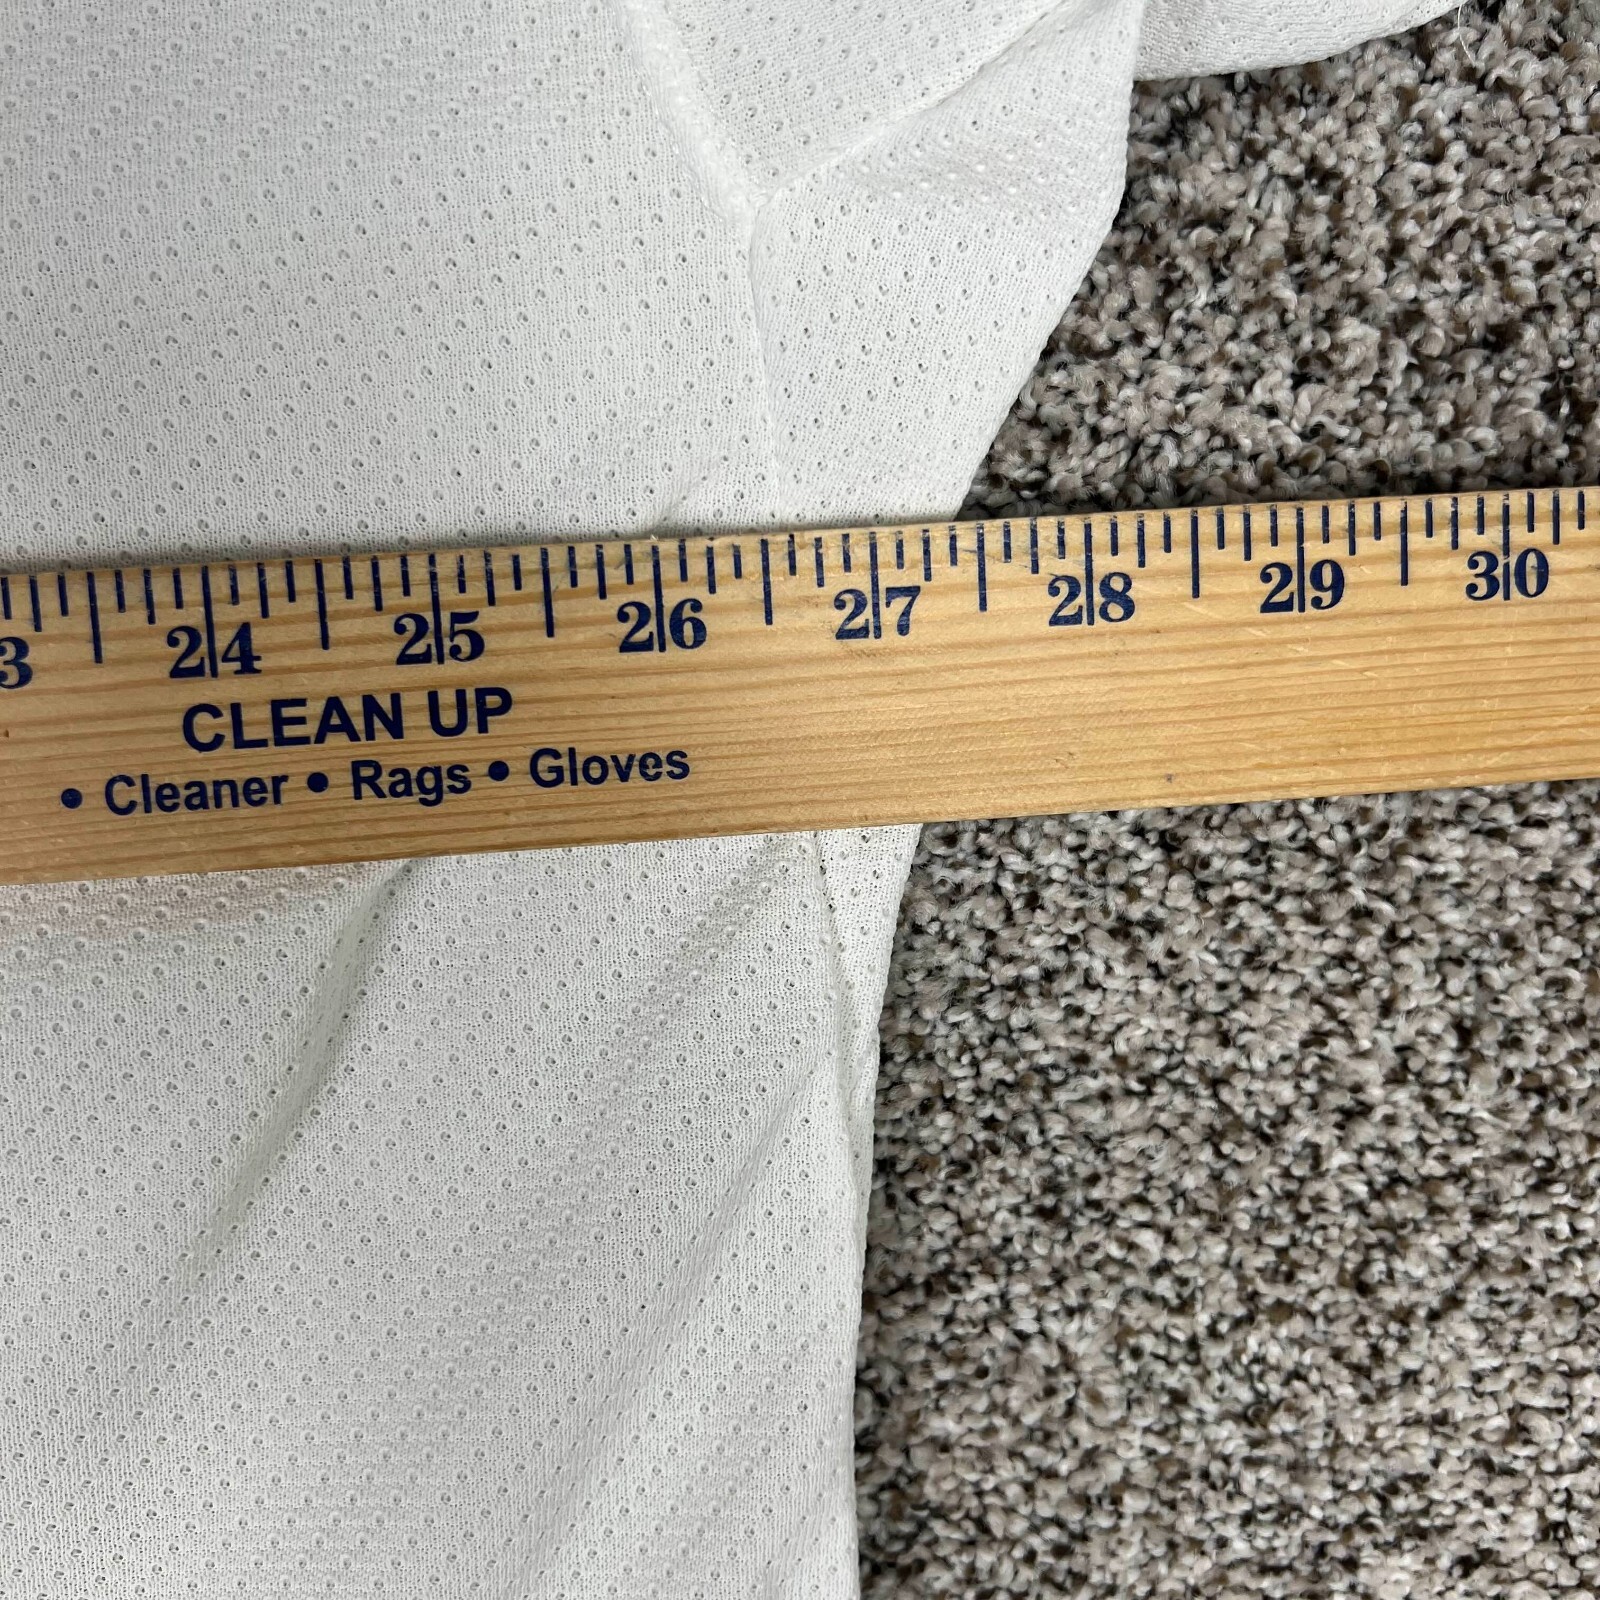 3 24 25 26 27 28 29 30
CLEAN UP
• Cleaner • Rags • Gloves